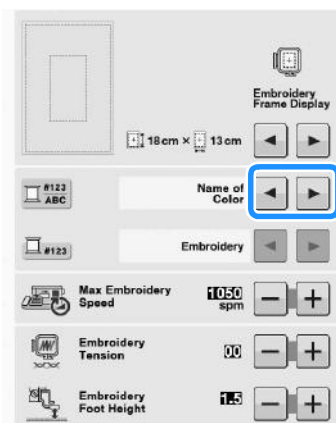 Embroidery
Frame Display
18cm × 13cm
#123
ABC
Name of
Color
#123
Embroidery
Max Embroidery
Speed
1050
spm
Embroidery
Tension
00
Embroidery
Foot Height
1.5